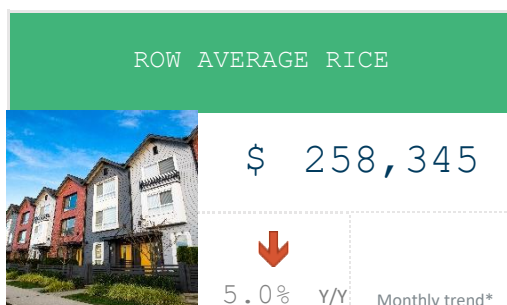 ROW AVERAGE RICE
$ 258,345
5.0% Y/Y
Monthly trend*